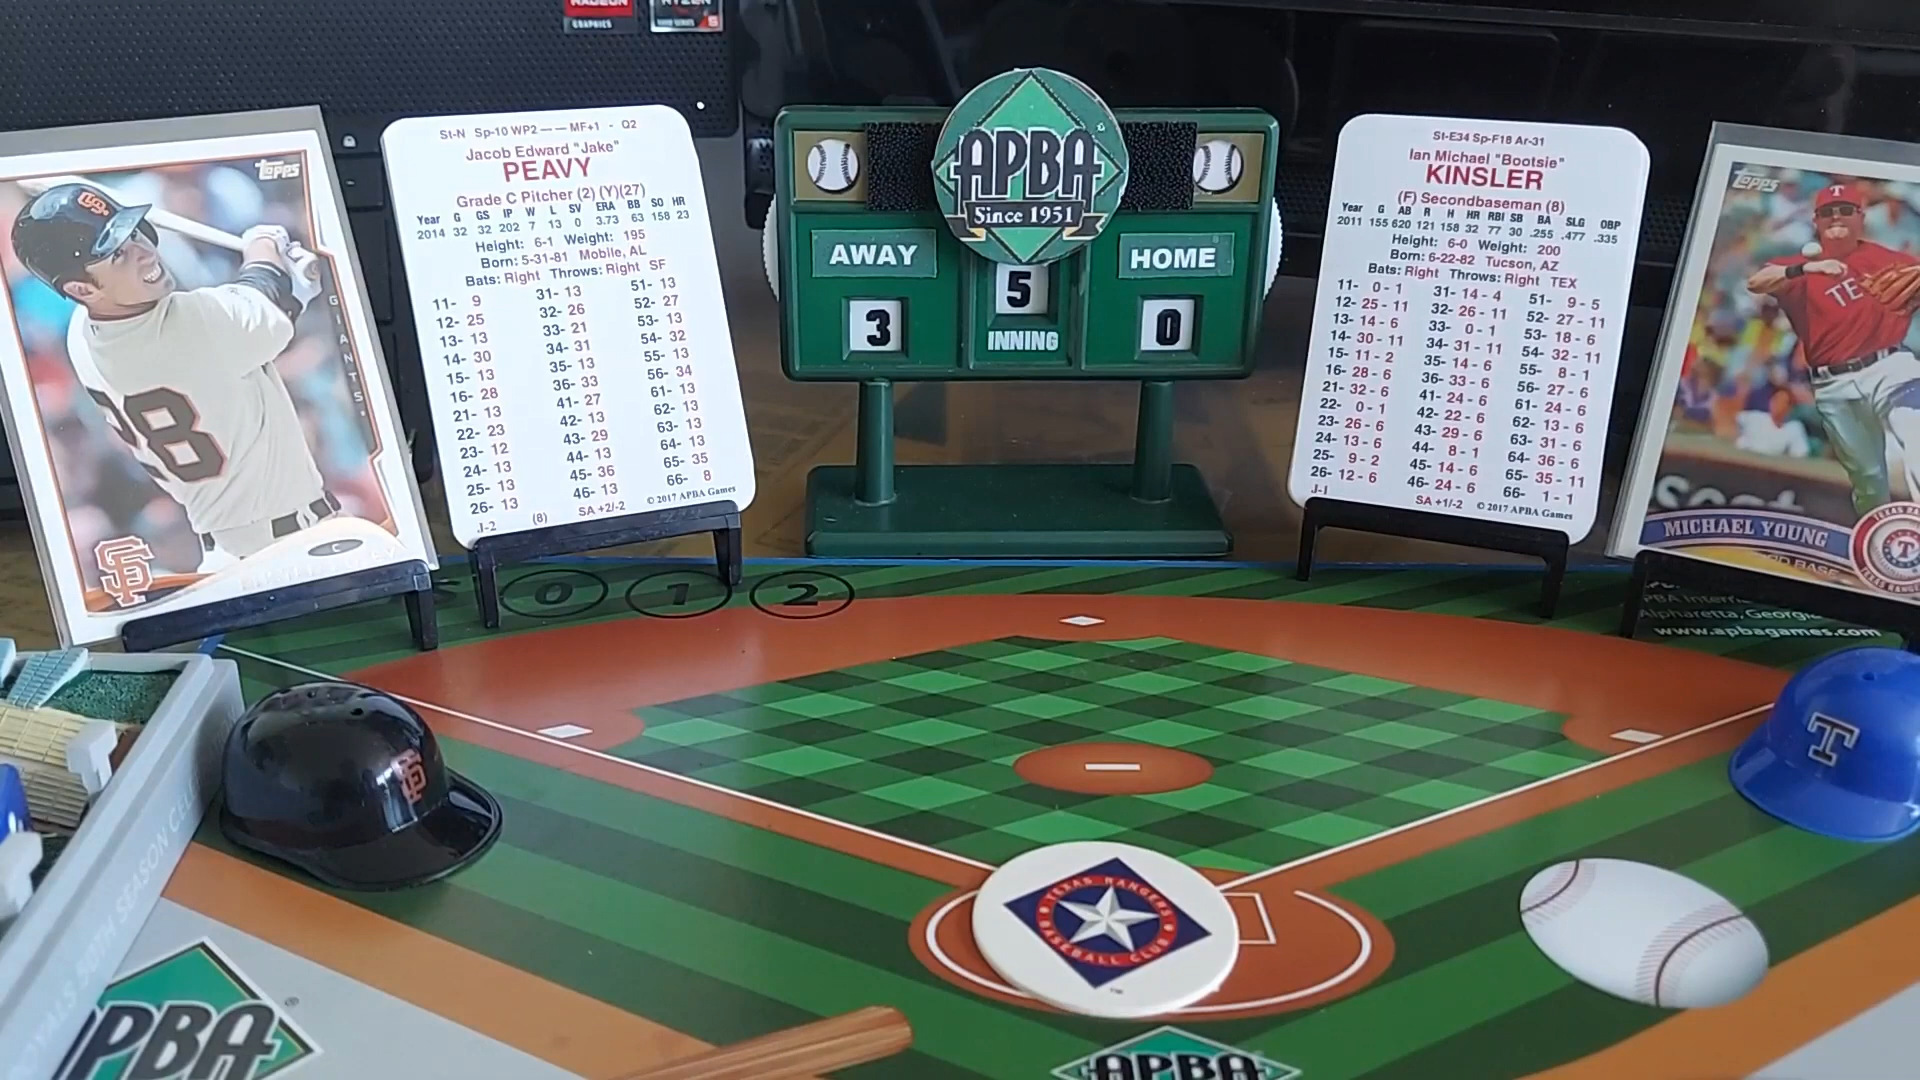 RADEON
GRAPHICS
RYZEN
5
topps
GIANTS
28
SF
C
St-N Sp-10 WP2 — — MF+1 - Q2
Jacob Edward "Jake"
PEAVY
Grade C Pitcher (2) (Y)(27)
Year G GS IP W L SV ERA BB SO HR
2014 32 32 202 7 13 0 3.73 63 158 23
Height: 6-1 Weight: 195
Born: 5-31-81 Mobile, AL
Bats: Right Throws: Right SF
11- 9 31- 13 51- 13
12- 25 32- 26 52- 27
13- 13 33- 21 53- 13
14- 30 34- 31 54- 32
15- 13 35- 13 55- 13
16- 28 36- 33 56- 34
21- 13 41- 27 61- 13
22- 23 42- 13 62- 13
23- 12 43- 29 63- 13
24- 13 44- 13 64- 13
25- 13 45- 36 65- 35
26- 13 46- 13 66- 8
J-2 (8) SA +2/-2 © 2017 APBA Games
APBA
Since 1951
AWAY
HOME
3
5
0
INNING
St-E34 Sp-F18 Ar-31
Ian Michael "Bootsie"
KINSLER
(F) Secondbaseman (8)
Year G AB R H HR RBI SB BA SLG OBP
2011 155 620 121 158 32 77 30 .255 .477 .335
Height: 6-0 Weight: 200
Born: 6-22-82 Tucson, AZ
Bats: Right Throws: Right TEX
11- 0 - 1 31- 14 - 4 51- 9 - 5
12- 25 - 11 32- 26 - 11 52- 27 - 11
13- 14 - 6 33- 0 - 1 53- 18 - 6
14- 30 - 11 34- 31 - 11 54- 32 - 11
15- 11 - 2 35- 14 - 6 55- 8 - 1
16- 28 - 6 36- 33 - 6 56- 27 - 6
21- 32 - 6 41- 24 - 6 61- 24 - 6
22- 0 - 1 42- 22 - 6 62- 13 - 6
23- 26 - 6 43- 29 - 6 63- 31 - 6
24- 13 - 6 44- 8 - 1 64- 36 - 6
25- 9 - 2 45- 14 - 6 65- 35 - 11
26- 12 - 6 46- 24 - 6 66- 1 - 1
J-1 SA +1/-2 © 2017 APBA Games
topps
T
TE
MICHAEL YOUNG
TEXAS RANGERS
T
0 1 2
Alpharetta, Georgia
www.apbagames.com
SF
T
TEXAS RANGERS
BASEBALL CLUB
ROYALS 50TH SEASON
APBA
APBA